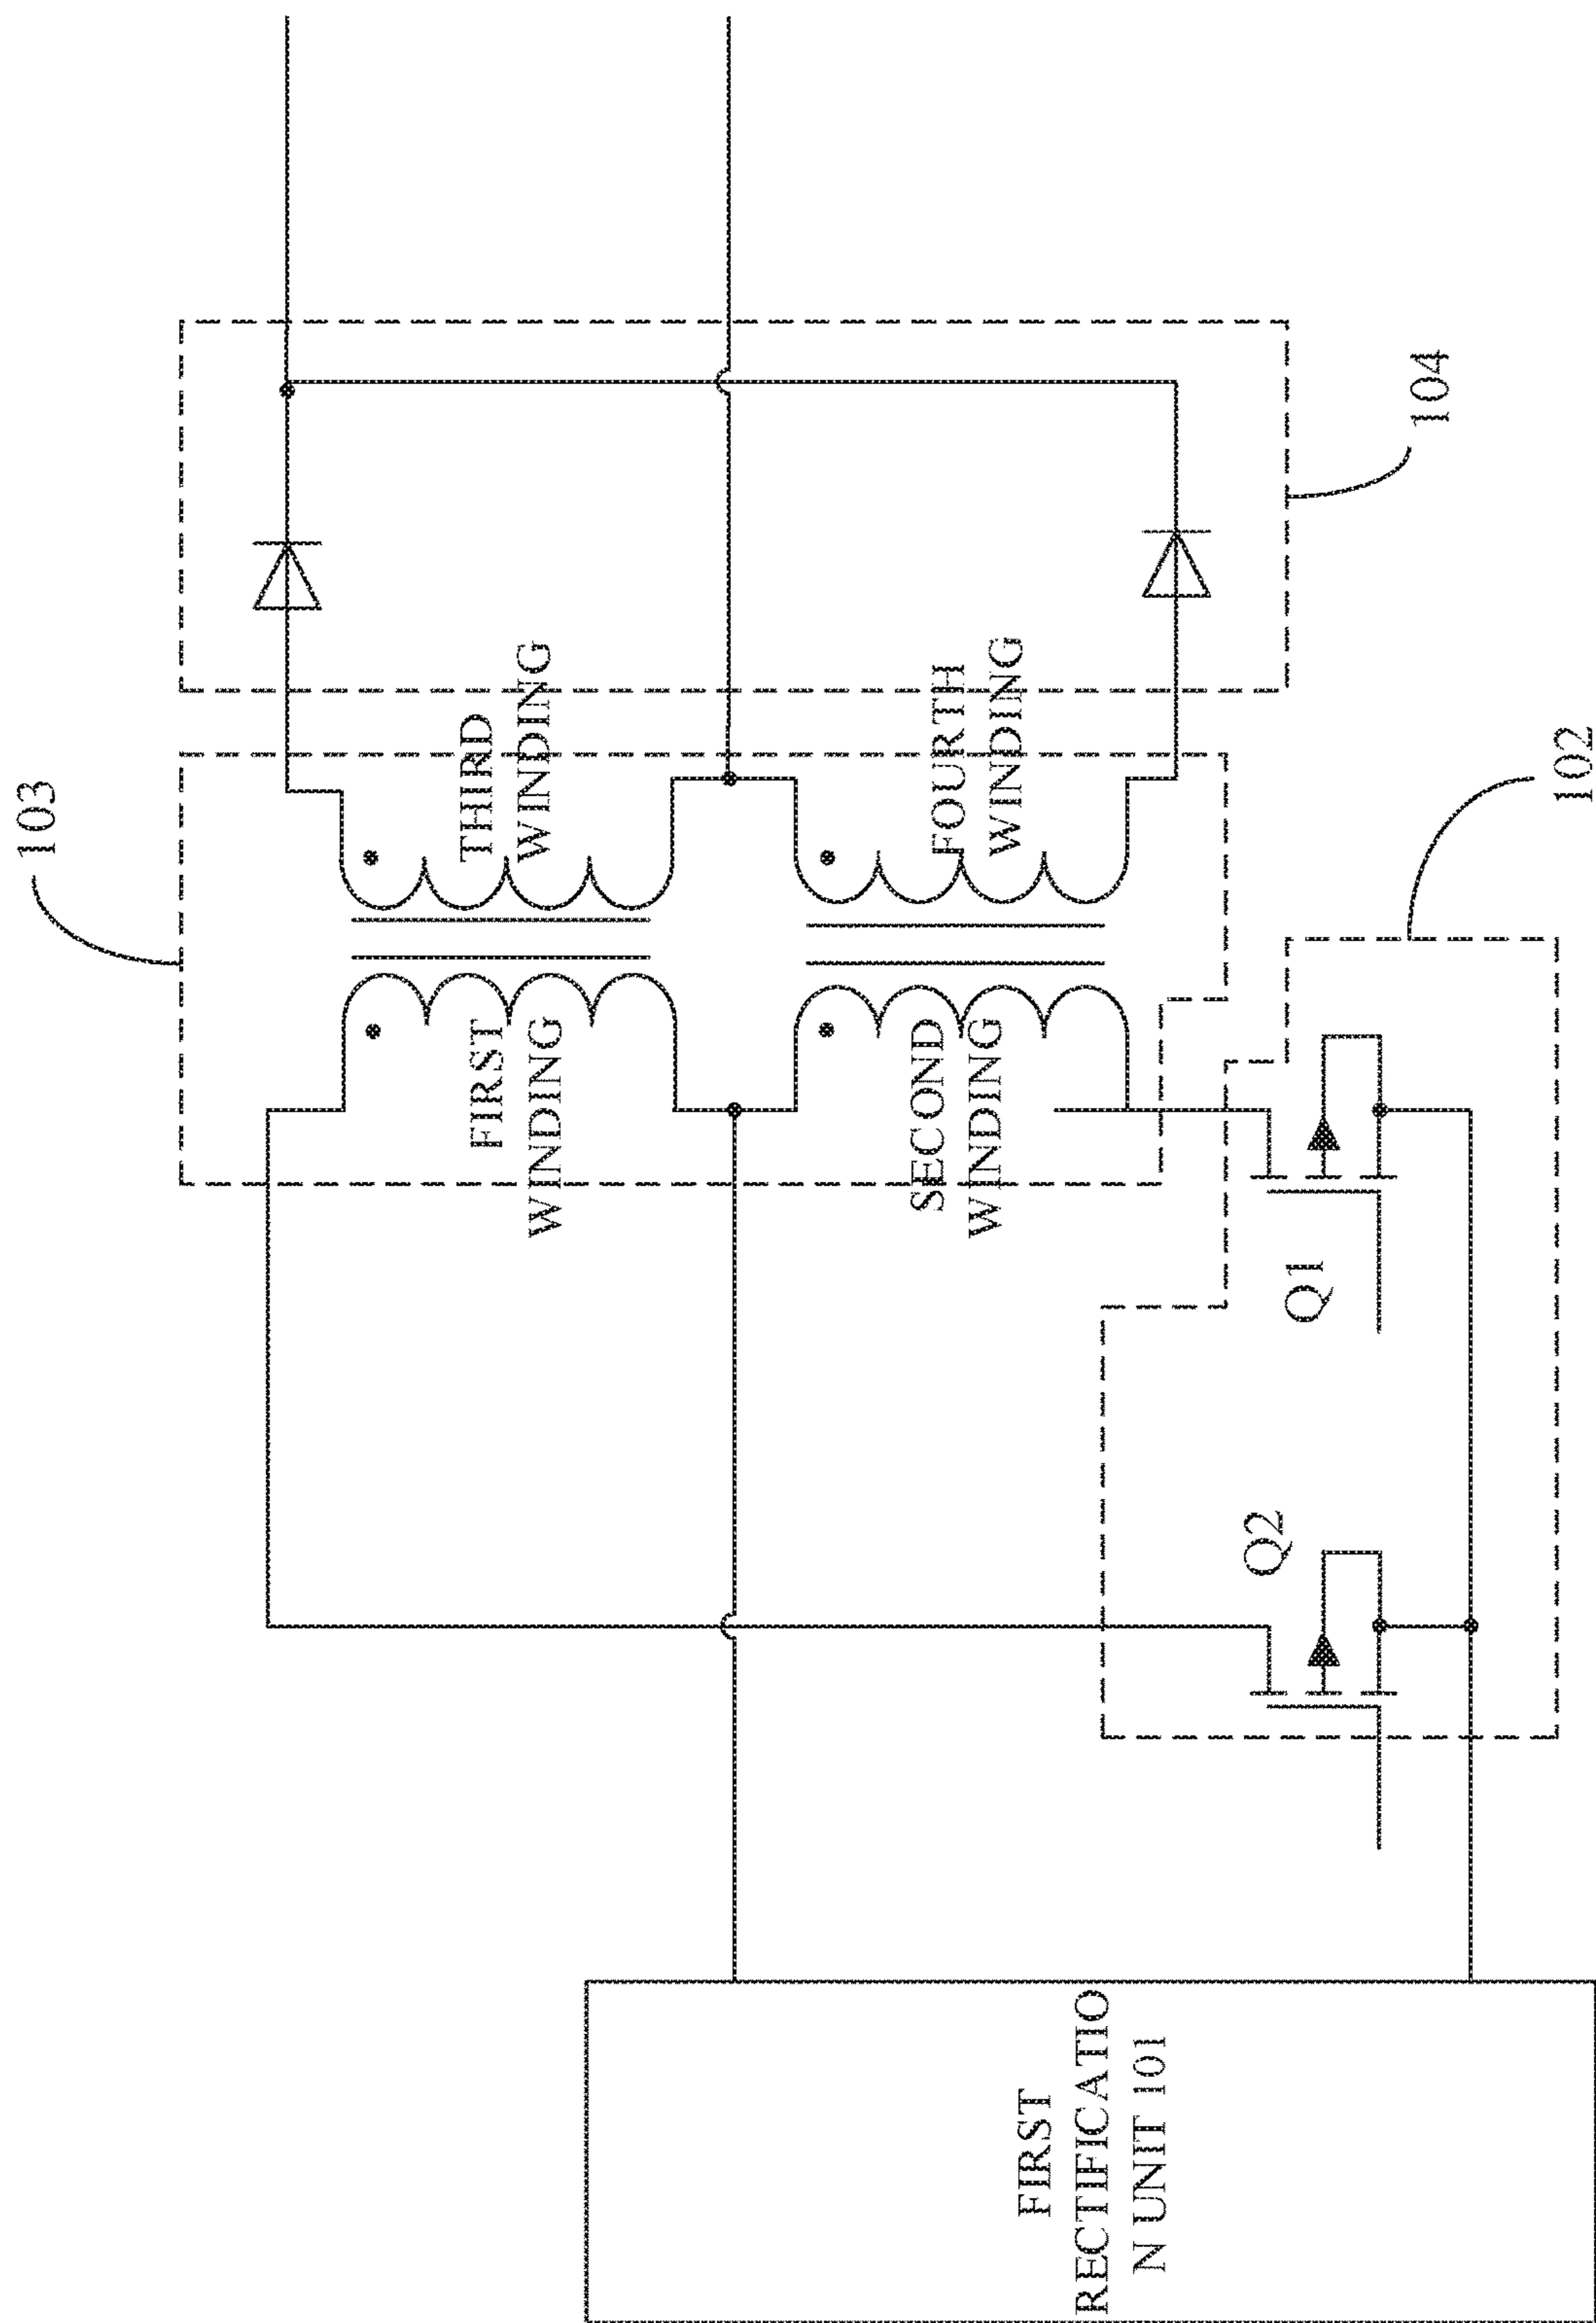 103
THIRD
WINDING
FOURTH
WINDING
104
FIRST
WINDING
SECOND
WINDING
102
Q1
Q2
FIRST
RECTIFICATIO
N UNIT 101